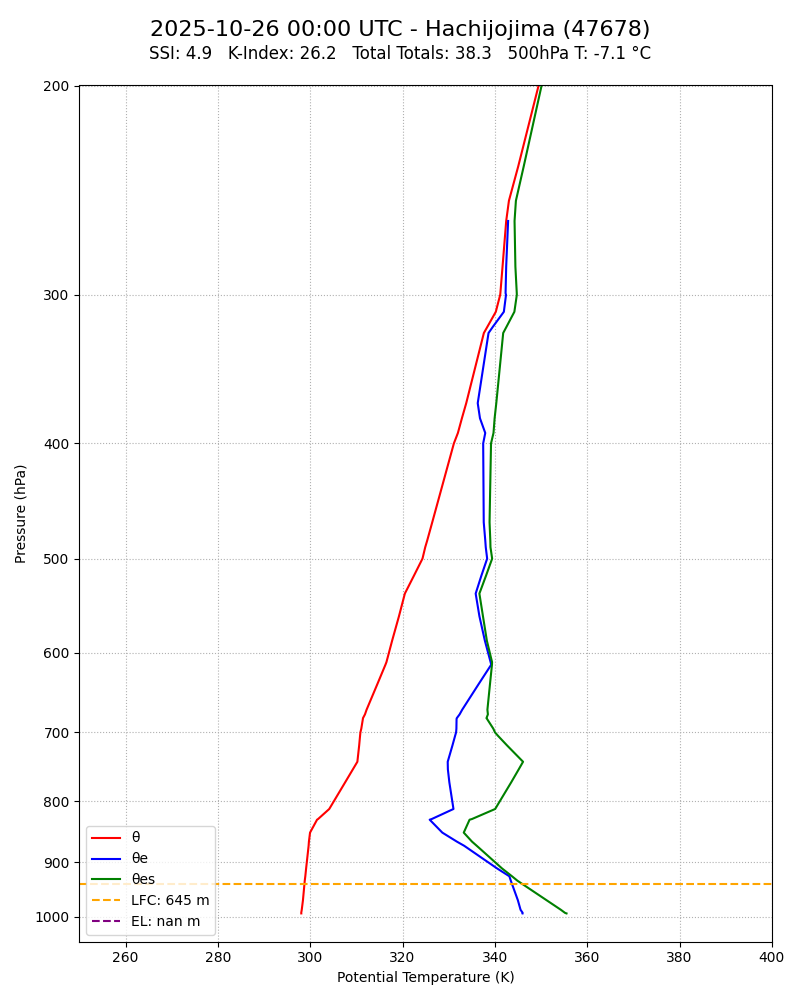 2025-10-26 00:00 UTC - Hachijojima (47678)
SSI: 4.9   K-Index: 26.2   Total Totals: 38.3   500hPa T: -7.1 °C
200
300
400
500
600
700
800
900
1000
Pressure (hPa)
θ
θe
θes
LFC: 645 m
EL: nan m
260 280 300 320 340 360 380 400
Potential Temperature (K)